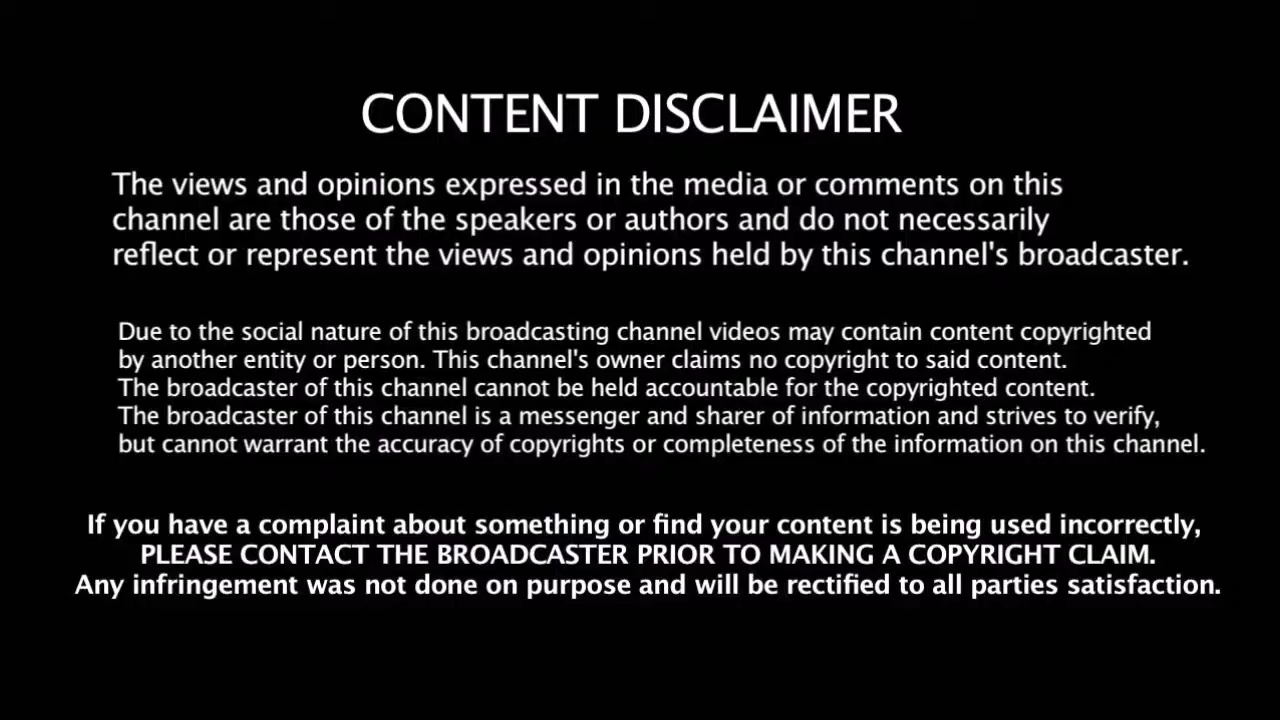 CONTENT DISCLAIMER
The views and opinions expressed in the media or comments on this
channel are those of the speakers or authors and do not necessarily
reflect or represent the views and opinions held by this channel's broadcaster.
Due to the social nature of this broadcasting channel videos may contain content copyrighted
by another entity or person. This channel's owner claims no copyright to said content.
The broadcaster of this channel cannot be held accountable for the copyrighted content.
The broadcaster of this channel is a messenger and sharer of information and strives to verify,
but cannot warrant the accuracy of copyrights or completeness of the information on this channel.
If you have a complaint about something or find your content is being used incorrectly,
PLEASE CONTACT THE BROADCASTER PRIOR TO MAKING A COPYRIGHT CLAIM.
Any infringement was not done on purpose and will be rectified to all parties satisfaction.